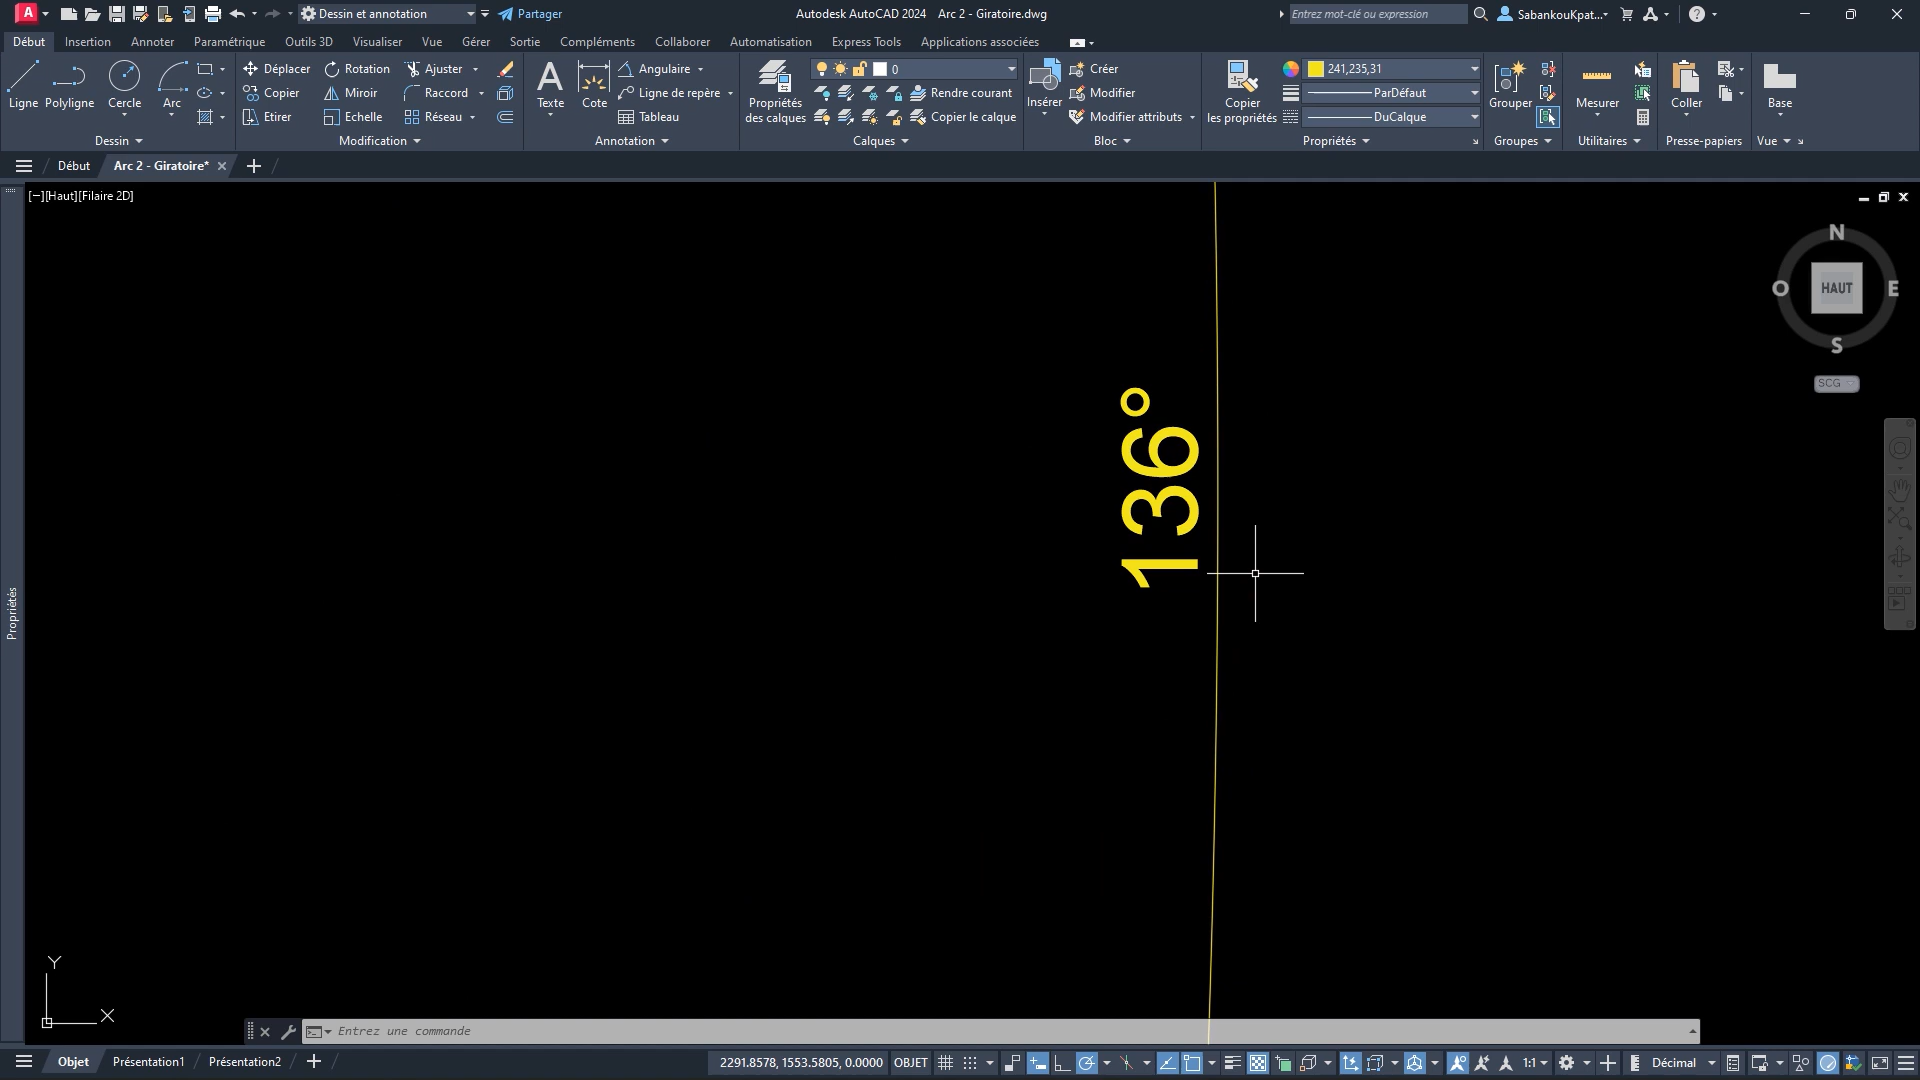 A Dessin et annotation Partager Autodesk AutoCAD 2024 Arc 2 - Giratoire.dwg Entrez mot-clé ou expression SabankouKpat... ?
Début Insertion Annoter Paramétrique Outils 3D Visualiser Vue Gérer Sortie Compléments Collaborer Automatisation Express Tools Applications associées
Ligne Polyligne Cercle Arc
Déplacer Rotation Ajuster
Copier Miroir Raccord
Etirer Echelle Réseau
A Texte Cote
Angulaire
Ligne de repère
Tableau
Propriétés
des calques
0
Rendre courant
Copier le calque
Insérer
Créer
Modifier
Modifier attributs
Copier
les propriétés
241,235,31
ParDéfaut
DuCalque
Grouper Mesurer Coller Base
Dessin Modification Annotation Calques Bloc Propriétés Groupes Utilitaires Presse-papiers Vue
Début Arc 2 - Giratoire* +
[−][Haut][Filaire 2D]
N
O HAUT E
S
SCG
136°
Propriétés
Y
X
Entrez une commande
Objet Présentation1 Présentation2 + 2291.8578, 1553.5805, 0.0000 OBJET 1:1 Décimal